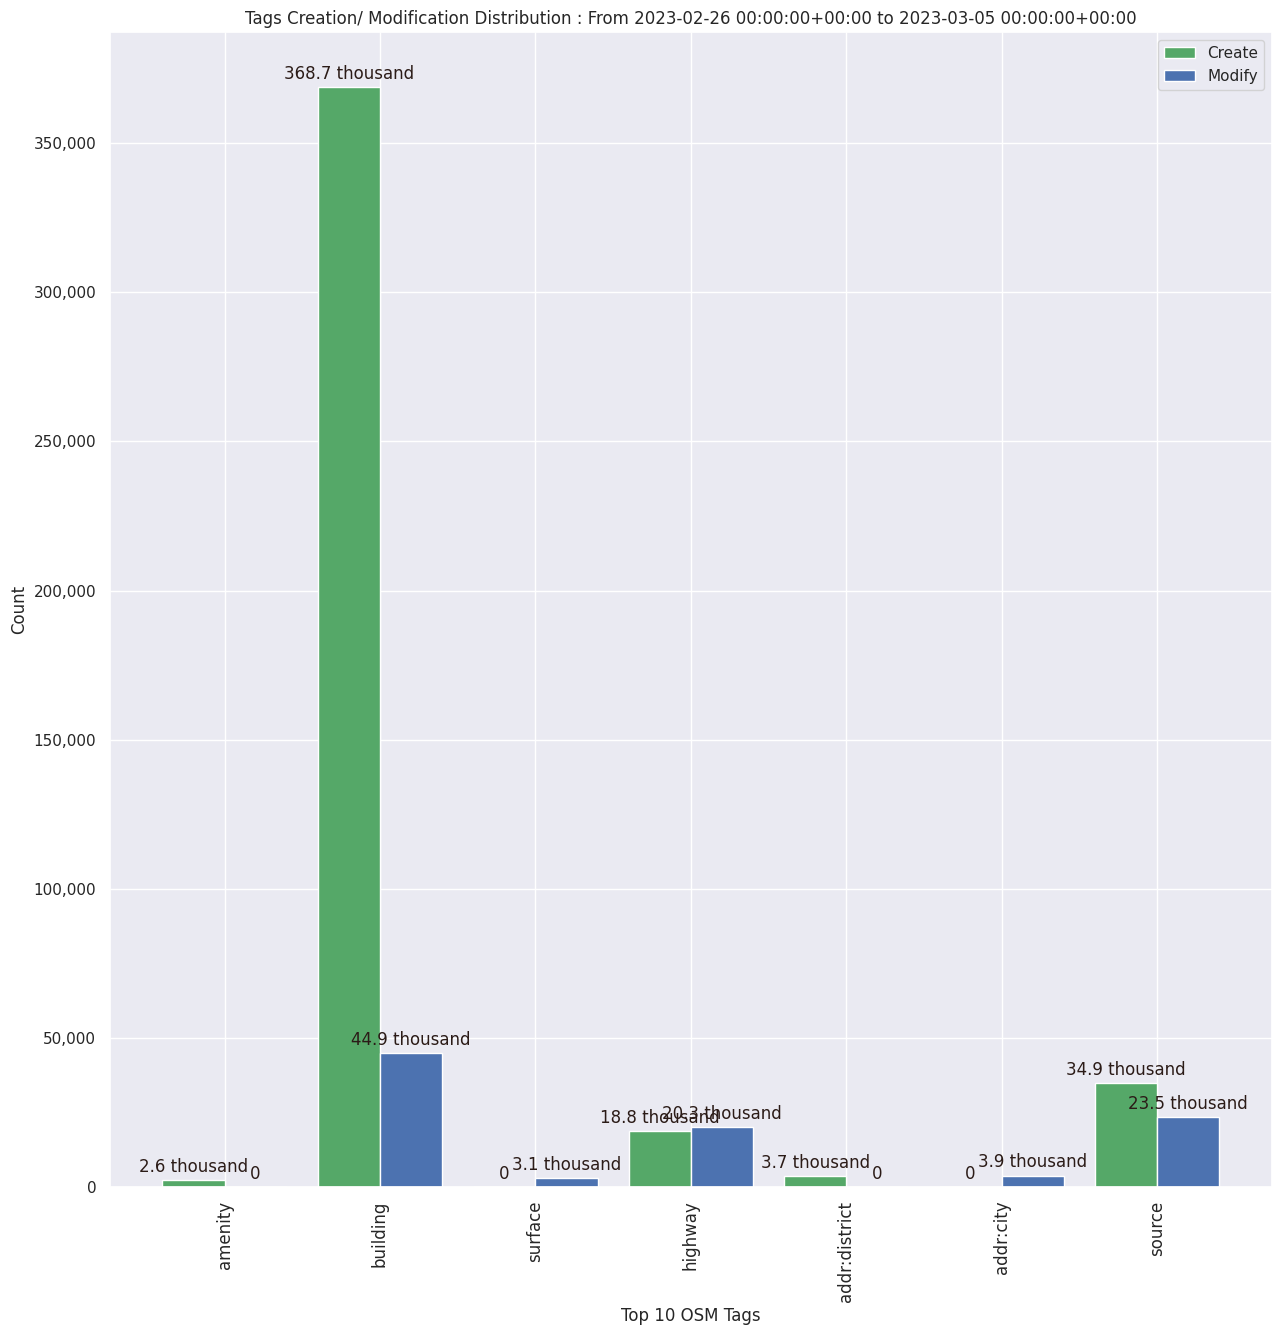 Tags Creation/ Modification Distribution : From 2023-02-26 00:00:00+00:00 to 2023-03-05 00:00:00+00:00
Create
Modify
368.7 thousand
350,000
300,000
250,000
200,000
150,000
100,000
50,000
0
Count
44.9 thousand
34.9 thousand
23.5 thousand
18.8 thousand
20.3 thousand
2.6 thousand
0
0
3.1 thousand
3.7 thousand
0
0
3.9 thousand
amenity
building
surface
highway
addr:district
addr:city
source
Top 10 OSM Tags